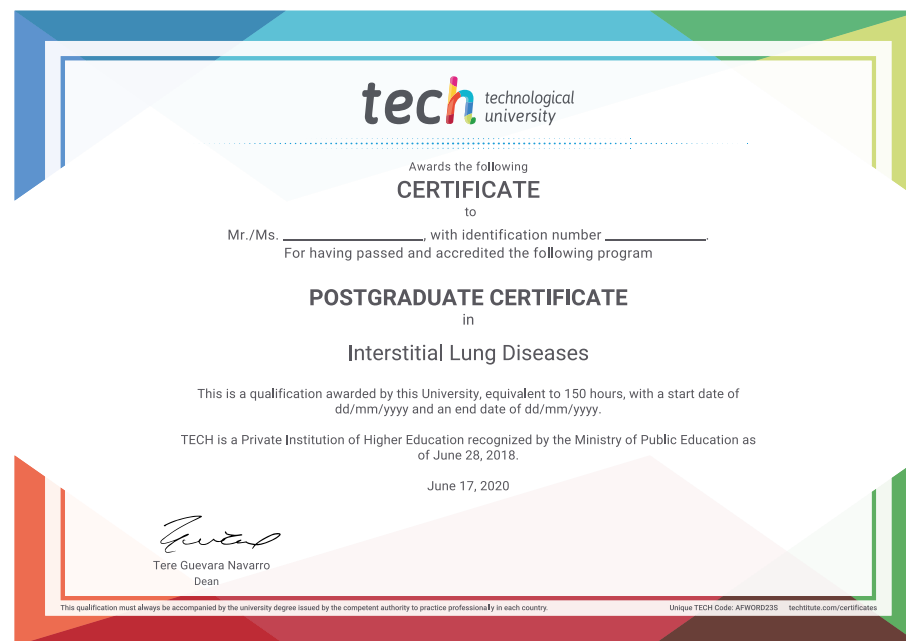 tech technological
university
Awards the following
CERTIFICATE
to
Mr./Ms. ____________________, with identification number ______________.
For having passed and accredited the following program
POSTGRADUATE CERTIFICATE
in
Interstitial Lung Diseases
This is a qualification awarded by this University, equivalent to 150 hours, with a start date of
dd/mm/yyyy and an end date of dd/mm/yyyy.
TECH is a Private Institution of Higher Education recognized by the Ministry of Public Education as
of June 28, 2018.
June 17, 2020
Tere Guevara Navarro
Dean
This qualification must always be accompanied by the university degree issued by the competent authority to practice professionally in each country. Unique TECH Code: AFWORD23S techtitute.com/certificates